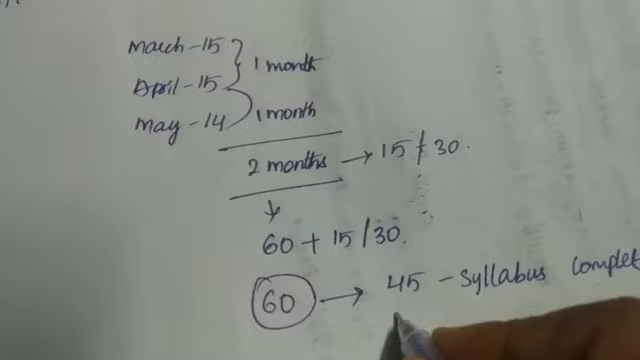 March-15
April-15
May-14
1 month
1 month
2 months → 15/30.
60 + 15/30.
60 → 45 - Syllabus complet